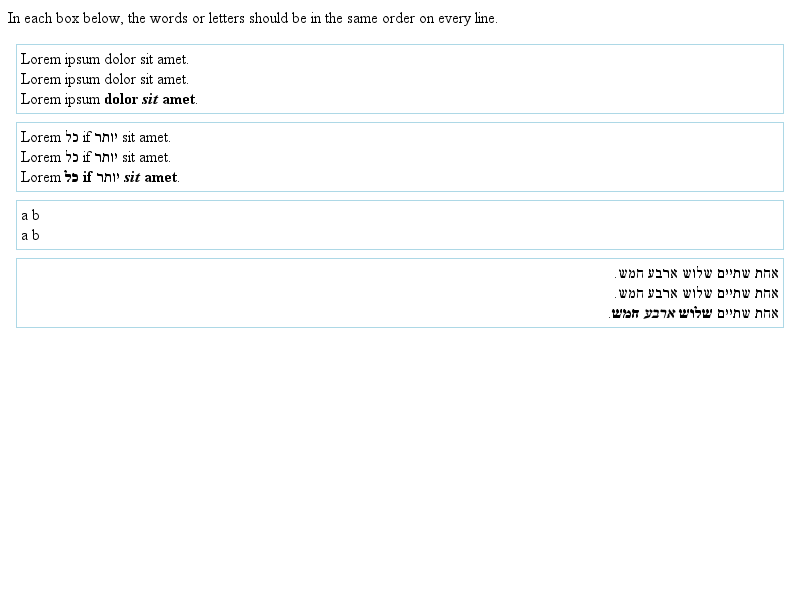 In each box below, the words or letters should be in the same order on every line.
Lorem ipsum dolor sit amet.
Lorem ipsum dolor sit amet.
Lorem ipsum dolor sit amet.
Lorem כל if יותר sit amet.
Lorem כל if יותר sit amet.
Lorem כל if יותר sit amet.
a b
a b
אחת שתיים שלוש ארבע חמש.
אחת שתיים שלוש ארבע חמש.
אחת שתיים שלוש ארבע חמש.